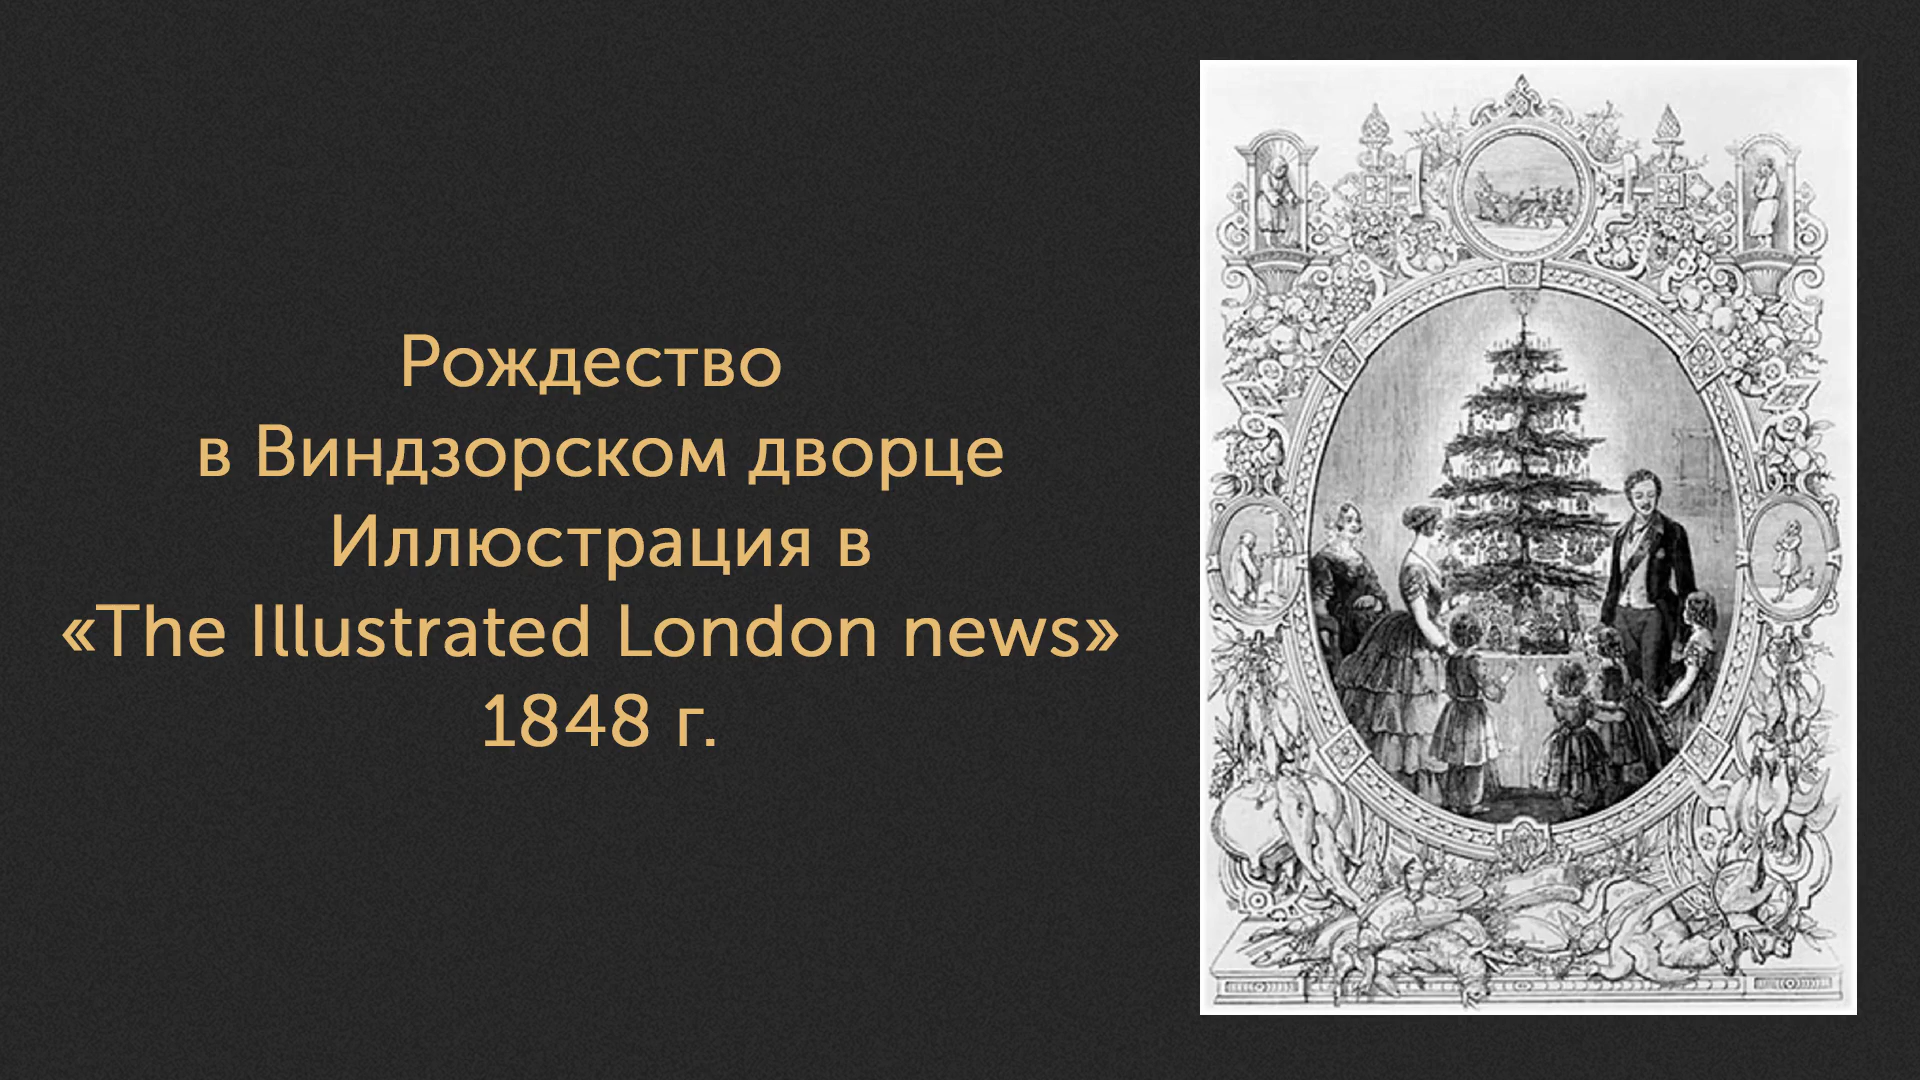 Рождество
в Виндзорском дворце
Иллюстрация в
«The Illustrated London news»
1848 г.